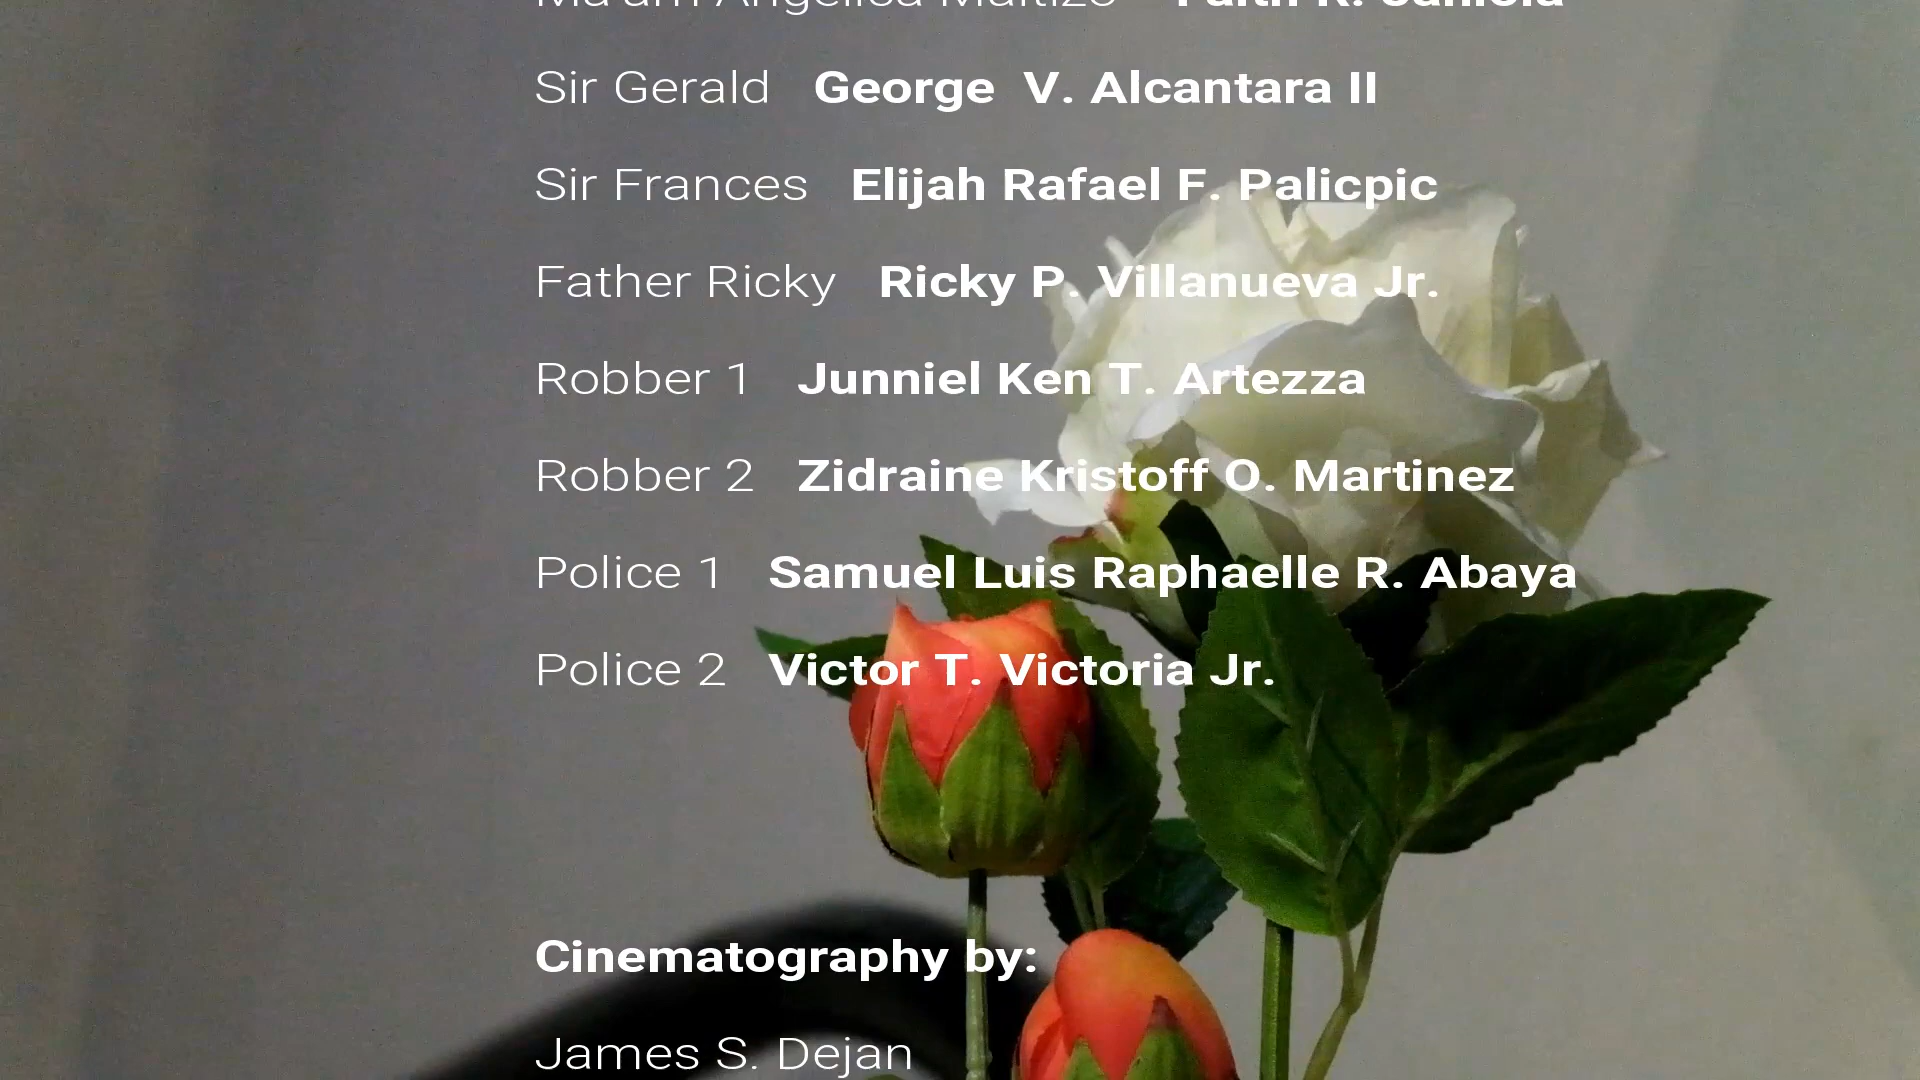 Sir Gerald George V. Alcantara II
Sir Frances Elijah Rafael F. Palicpic
Father Ricky Ricky P. Villanueva Jr.
Robber 1 Junniel Ken T. Artezza
Robber 2 Zidraine Kristoff O. Martinez
Police 1 Samuel Luis Raphaelle R. Abaya
Police 2 Victor T. Victoria Jr.
Cinematography by:
James S. Dejan